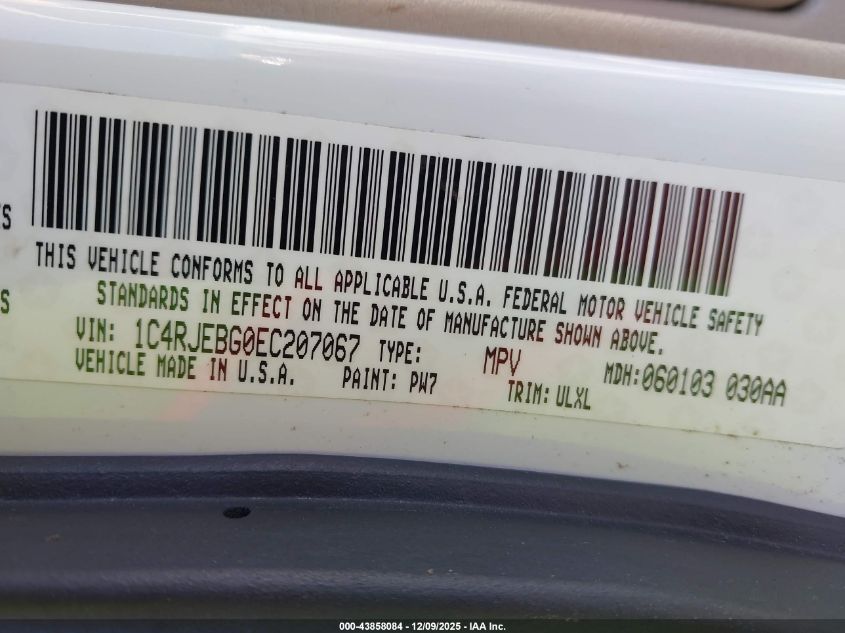 THIS VEHICLE CONFORMS TO ALL APPLICABLE U.S.A. FEDERAL MOTOR VEHICLE SAFETY
STANDARDS IN EFFECT ON THE DATE OF MANUFACTURE SHOWN ABOVE.
VIN: 1C4RJEBG0EC207067 TYPE: MPV MDH:060103 030AA
VEHICLE MADE IN U.S.A. PAINT: PW7 TRIM: ULXL
000-43858084 - 12/09/2025 - IAA Inc.